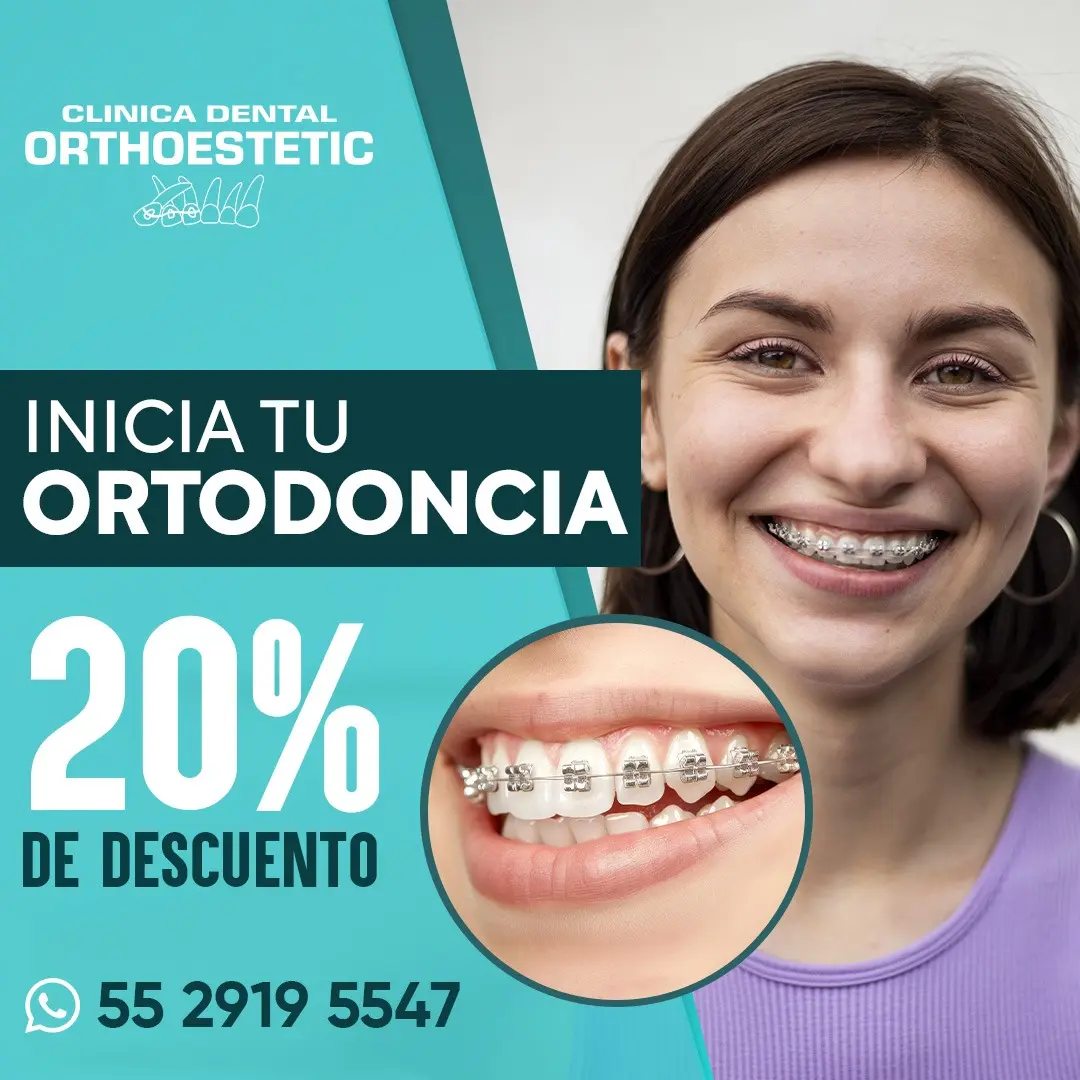 CLINICA DENTAL
ORTHOESTETIC
INICIA TU
ORTODONCIA
20%
DE DESCUENTO
55 2919 5547